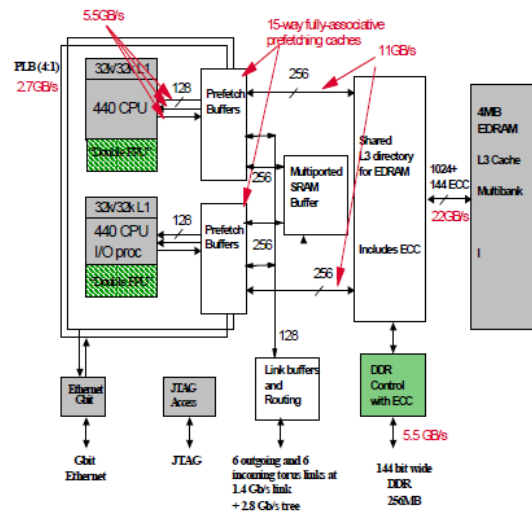 5.5GB/s
15-way fully-associative
prefetching caches
11GB/s
PLB (4:1)
2.7GB/s
32k/32k L1
440 CPU
"Double FPU"
128
Prefetch
Buffers
256
256
Multiported
SRAM
Buffer
Shared
L3 directory
for EDRAM
Includes ECC
1024+
144 ECC
22GB/s
4MB
EDRAM
L3 Cache
Multibank
I
32k/32k L1
440 CPU
I/O proc
"Double FPU"
128
Prefetch
Buffers
256
256
128
Ethernet
Gbit
JTAG
Access
Link buffers
and
Routing
DDR
Control
with ECC
5.5 GB/s
Gbit
Ethernet
JTAG
6 outgoing and 6
incoming torus links at
1.4 Gb/s link
+ 2.8 Gb/s tree
144 bit wide
DDR
256MB